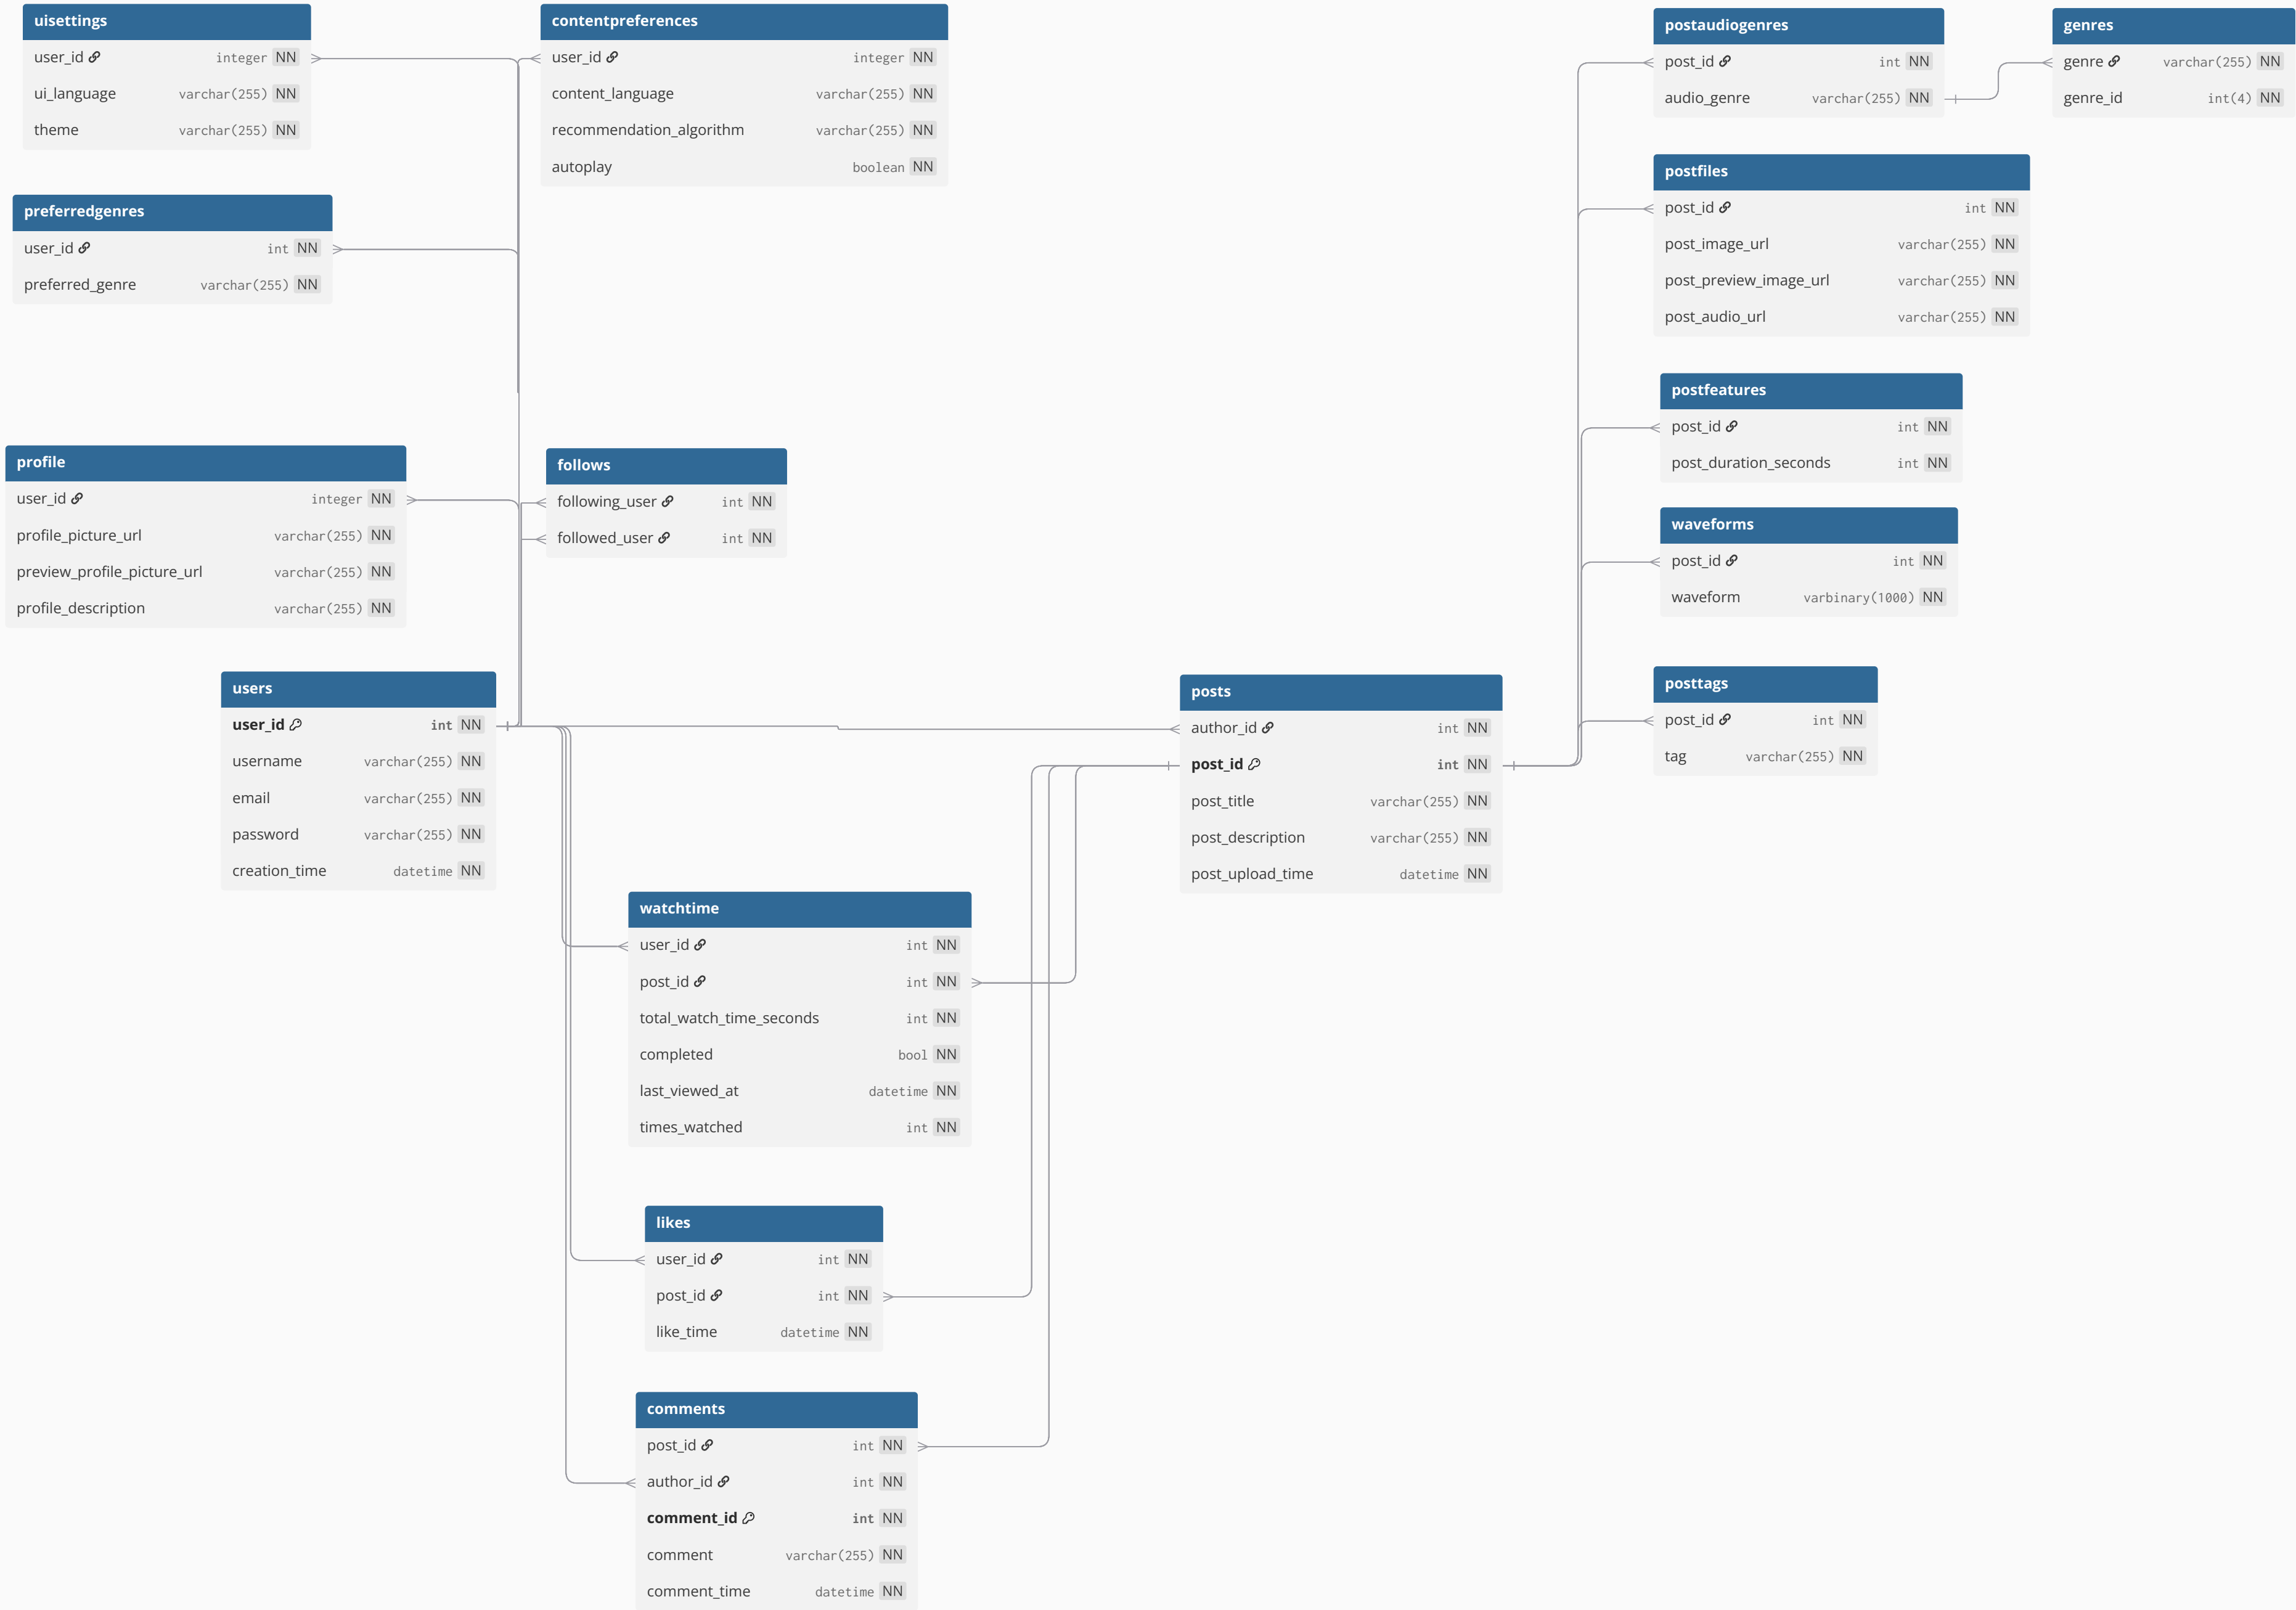 uisettings
user_id integer NN
ui_language varchar(255) NN
theme varchar(255) NN
contentpreferences
user_id integer NN
content_language varchar(255) NN
recommendation_algorithm varchar(255) NN
autoplay boolean NN
postaudiogenres
post_id int NN
audio_genre varchar(255) NN
genres
genre varchar(255) NN
genre_id int(4) NN
preferredgenres
user_id int NN
preferred_genre varchar(255) NN
postfiles
post_id int NN
post_image_url varchar(255) NN
post_preview_image_url varchar(255) NN
post_audio_url varchar(255) NN
postfeatures
post_id int NN
post_duration_seconds int NN
profile
user_id integer NN
profile_picture_url varchar(255) NN
preview_profile_picture_url varchar(255) NN
profile_description varchar(255) NN
follows
following_user int NN
followed_user int NN
waveforms
post_id int NN
waveform varbinary(1000) NN
users
user_id int NN
username varchar(255) NN
email varchar(255) NN
password varchar(255) NN
creation_time datetime NN
posts
author_id int NN
post_id int NN
post_title varchar(255) NN
post_description varchar(255) NN
post_upload_time datetime NN
posttags
post_id int NN
tag varchar(255) NN
watchtime
user_id int NN
post_id int NN
total_watch_time_seconds int NN
completed bool NN
last_viewed_at datetime NN
times_watched int NN
likes
user_id int NN
post_id int NN
like_time datetime NN
comments
post_id int NN
author_id int NN
comment_id int NN
comment varchar(255) NN
comment_time datetime NN